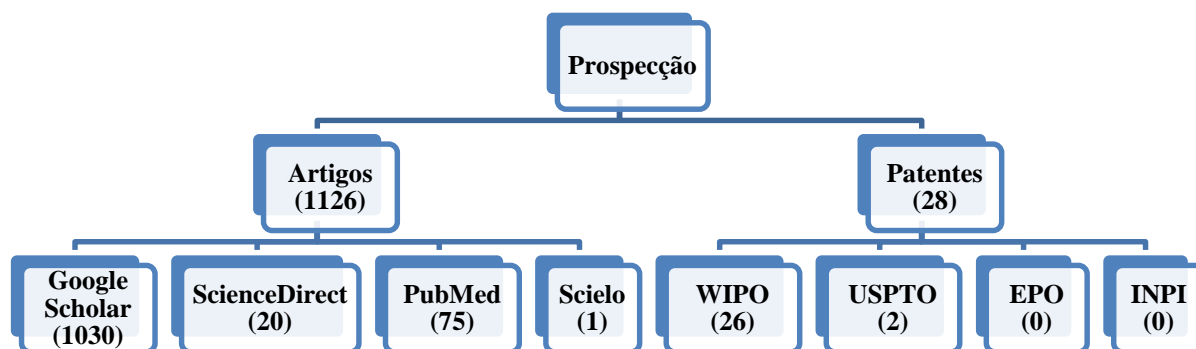 Prospecção
Artigos
(1126)
Patentes
(28)
Google
Scholar
(1030)
ScienceDirect
(20)
PubMed
(75)
Scielo
(1)
WIPO
(26)
USPTO
(2)
EPO
(0)
INPI
(0)